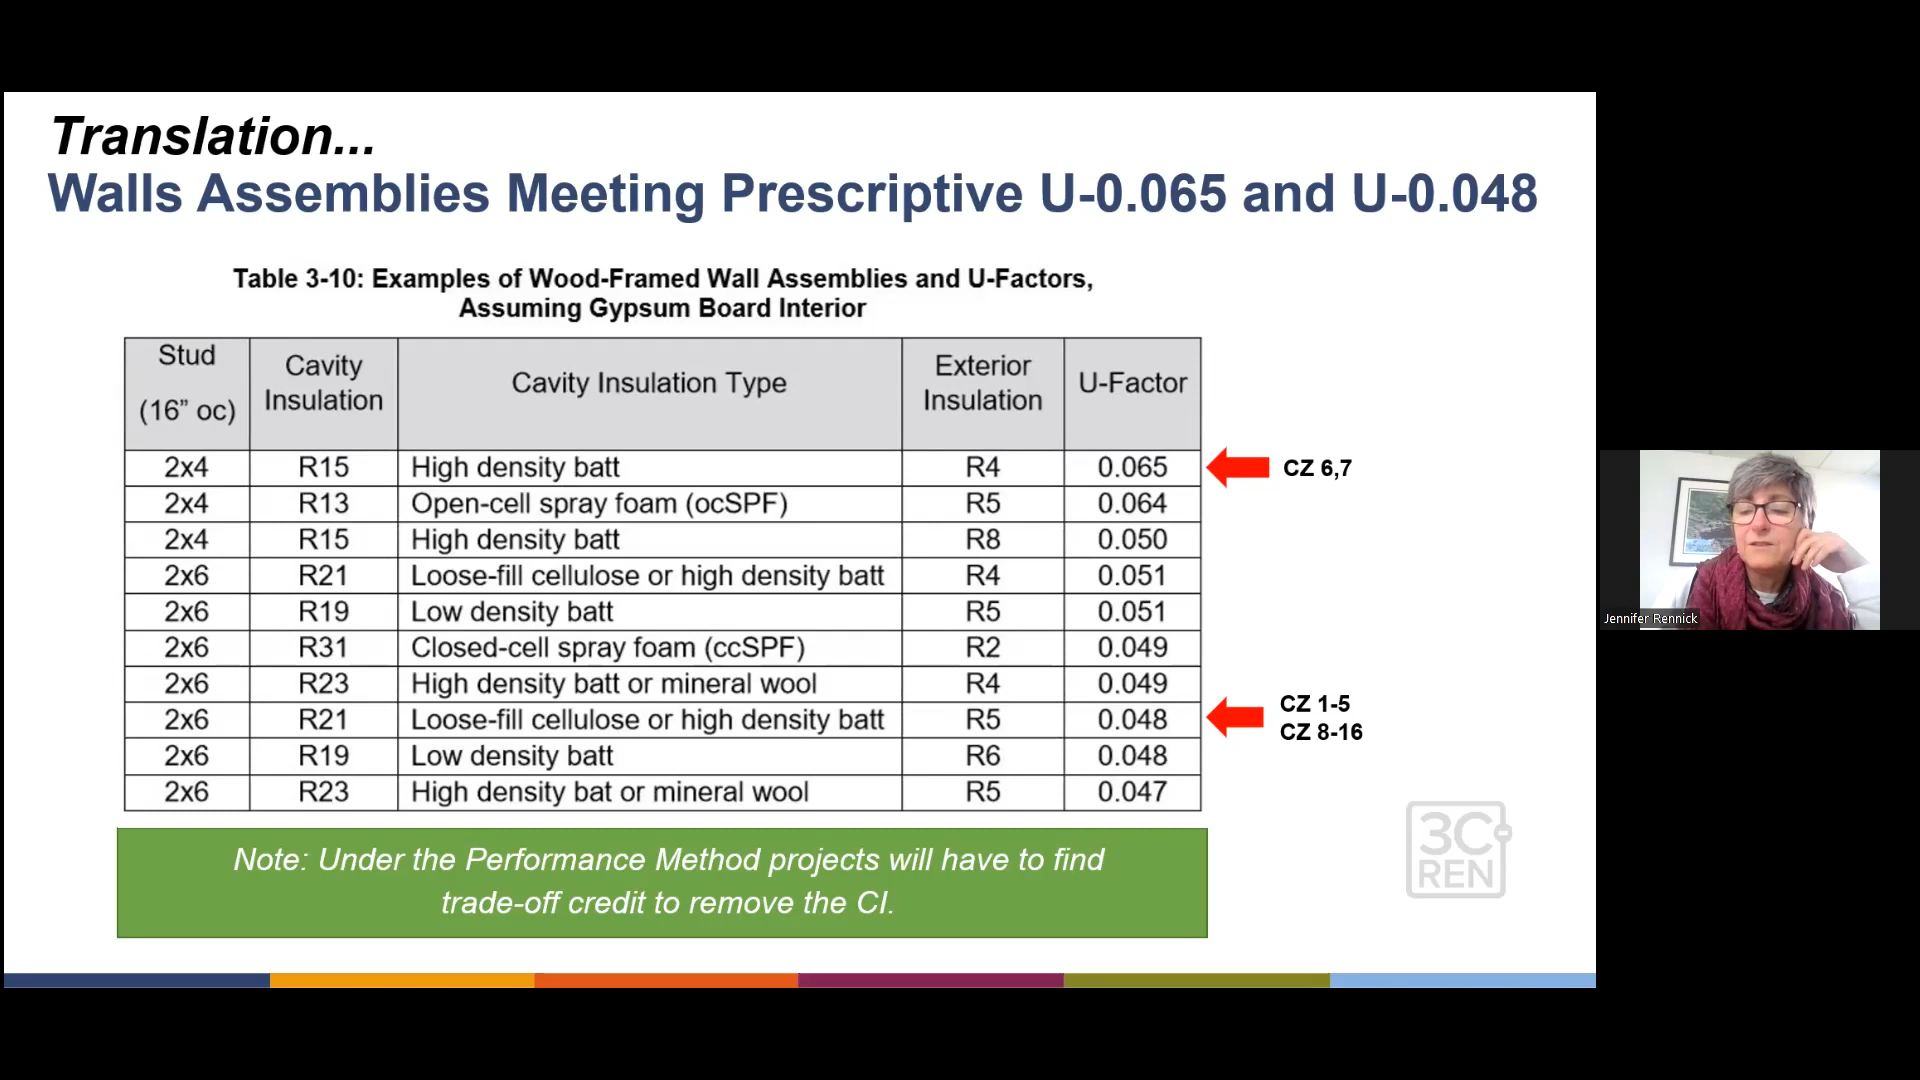 Translation...
Walls Assemblies Meeting Prescriptive U-0.065 and U-0.048
Table 3-10: Examples of Wood-Framed Wall Assemblies and U-Factors,
Assuming Gypsum Board Interior
Stud (16” oc) Cavity Insulation Cavity Insulation Type Exterior Insulation U-Factor
2x4 R15 High density batt R4 0.065 CZ 6,7
2x4 R13 Open-cell spray foam (ocSPF) R5 0.064
2x4 R15 High density batt R8 0.050
2x6 R21 Loose-fill cellulose or high density batt R4 0.051
2x6 R19 Low density batt R5 0.051
2x6 R31 Closed-cell spray foam (ccSPF) R2 0.049
2x6 R23 High density batt or mineral wool R4 0.049
2x6 R21 Loose-fill cellulose or high density batt R5 0.048 CZ 1-5
CZ 8-16
2x6 R19 Low density batt R6 0.048
2x6 R23 High density bat or mineral wool R5 0.047
Note: Under the Performance Method projects will have to find
trade-off credit to remove the CI.
3C-
REN
Jennifer Rennick